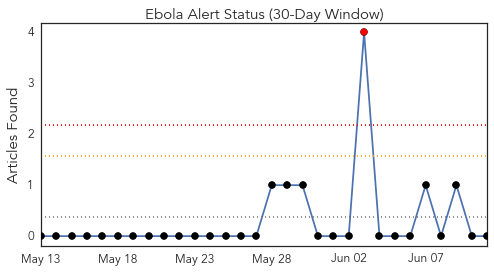 Ebola Alert Status (30-Day Window)
Articles Found
4
3
2
1
0
May 13
May 18
May 23
May 28
Jun 02
Jun 07